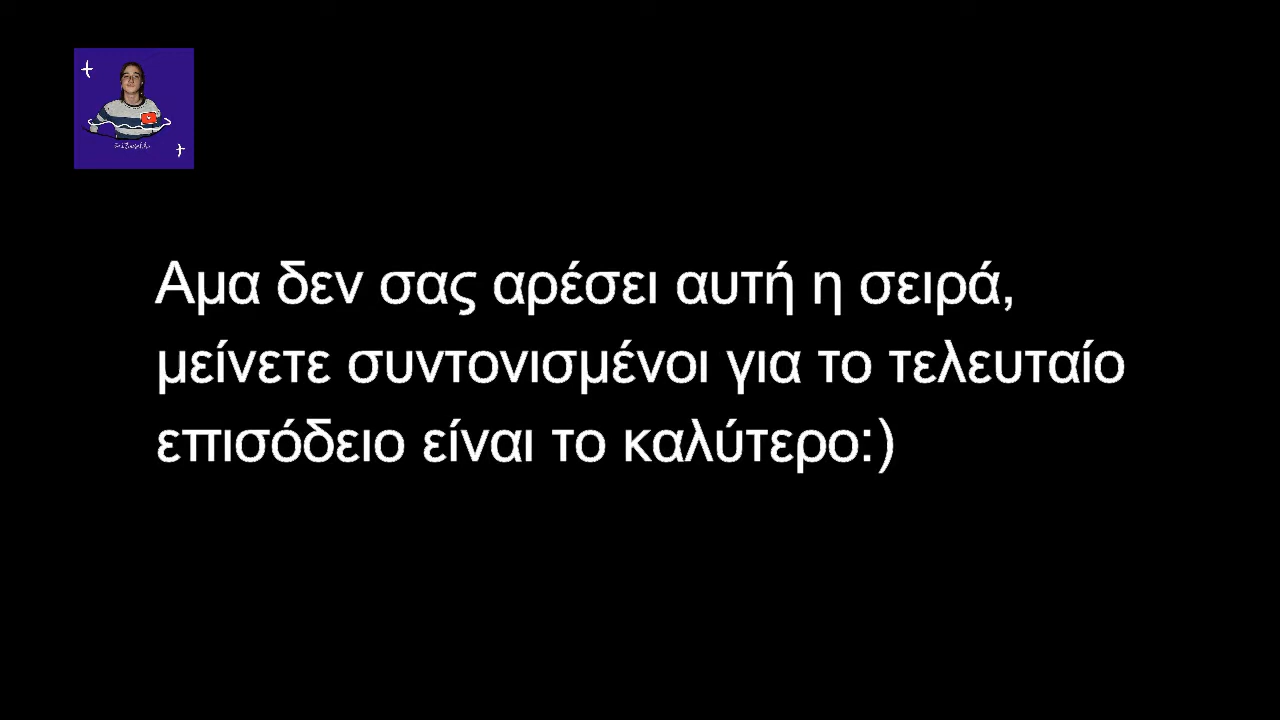 Αμα δεν σας αρέσει αυτή η σειρά,
μείνετε συντονισμένοι για το τελευταίο
επισόδειο είναι το καλύτερο:)